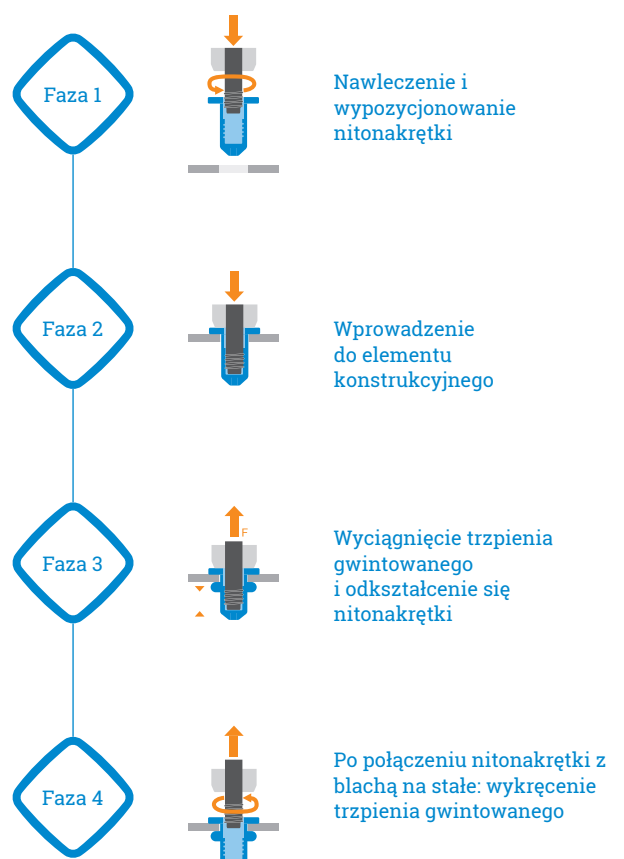 Faza 1
Nawleczenie i
wypozycjonowanie
nitonakrętki
Faza 2
Wprowadzenie
do elementu
konstrukcyjnego
Faza 3
F
Wyciągnięcie trzpienia
gwintowanego
i odkształcenie się
nitonakrętki
Faza 4
Po połączeniu nitonakrętki z
blachą na stałe: wykręcenie
trzpienia gwintowanego